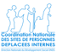 Coordination Nationale
DES SITES DE PERSONNES
DÉPLACÉES INTERNES